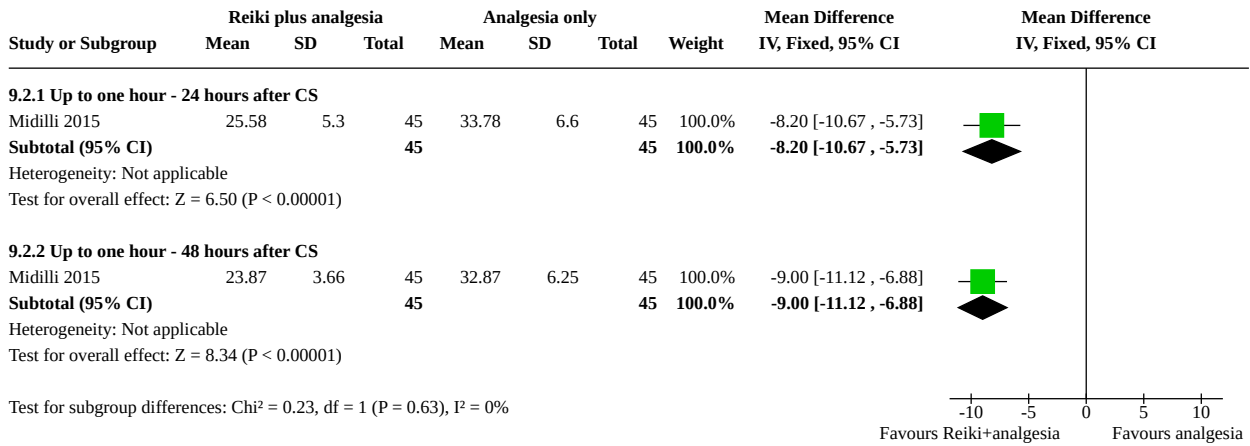 Reiki plus analgesia Analgesia only Mean Difference Mean Difference
Study or Subgroup Mean SD Total Mean SD Total Weight IV, Fixed, 95% CI IV, Fixed, 95% CI
9.2.1 Up to one hour - 24 hours after CS
Midilli 2015 25.58 5.3 45 33.78 6.6 45 100.0% -8.20 [-10.67 , -5.73]
Subtotal (95% CI) 45 45 100.0% -8.20 [-10.67 , -5.73]
Heterogeneity: Not applicable
Test for overall effect: Z = 6.50 (P < 0.00001)
9.2.2 Up to one hour - 48 hours after CS
Midilli 2015 23.87 3.66 45 32.87 6.25 45 100.0% -9.00 [-11.12 , -6.88]
Subtotal (95% CI) 45 45 100.0% -9.00 [-11.12 , -6.88]
Heterogeneity: Not applicable
Test for overall effect: Z = 8.34 (P < 0.00001)
Test for subgroup differences: Chi² = 0.23, df = 1 (P = 0.63), I² = 0%
-10 -5 0 5 10
Favours Reiki+analgesia Favours analgesia